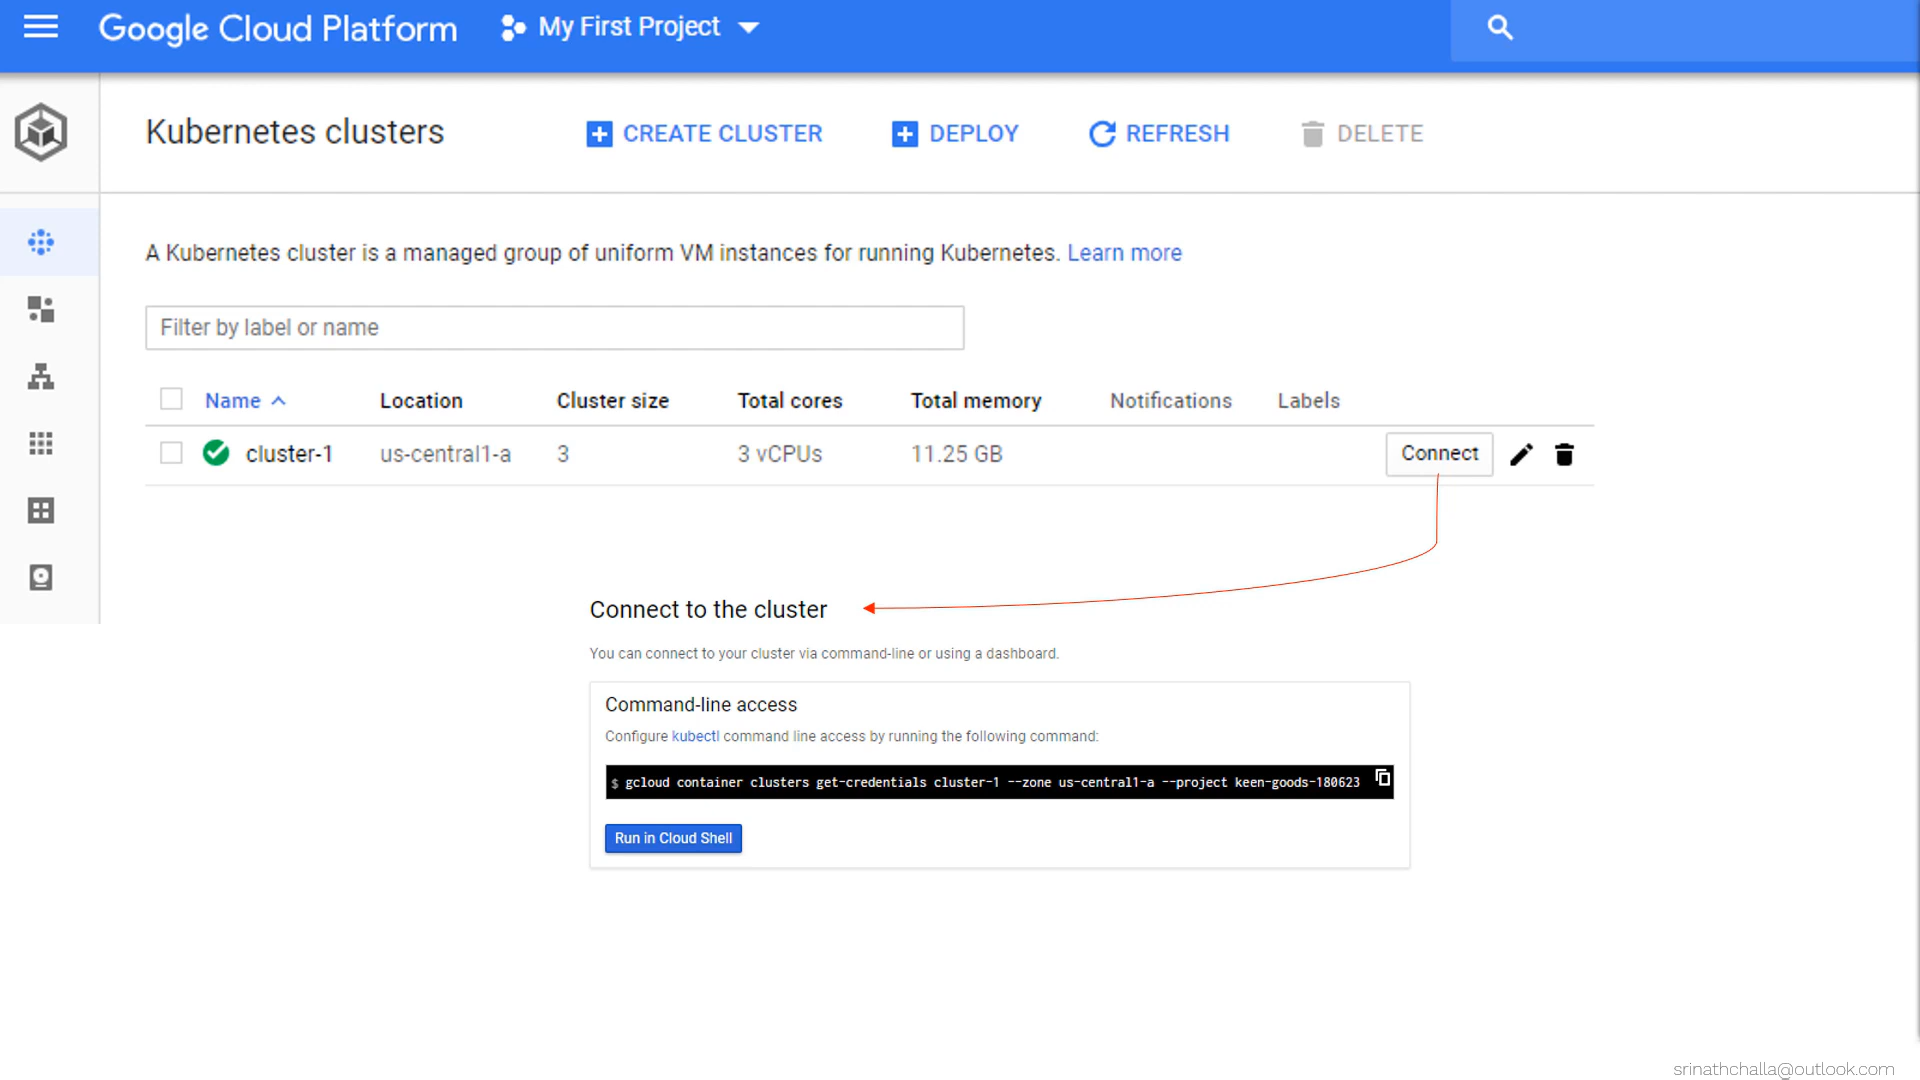 Google Cloud Platform My First Project
Kubernetes clusters CREATE CLUSTER DEPLOY REFRESH DELETE
A Kubernetes cluster is a managed group of uniform VM instances for running Kubernetes. Learn more
Filter by label or name
Name Location Cluster size Total cores Total memory Notifications Labels
cluster-1 us-central1-a 3 3 vCPUs 11.25 GB Connect
Connect to the cluster
You can connect to your cluster via command-line or using a dashboard.
Command-line access
Configure kubectl command line access by running the following command:
$ gcloud container clusters get-credentials cluster-1 --zone us-central1-a --project keen-goods-180623
Run in Cloud Shell
srinathchalla@outlook.com